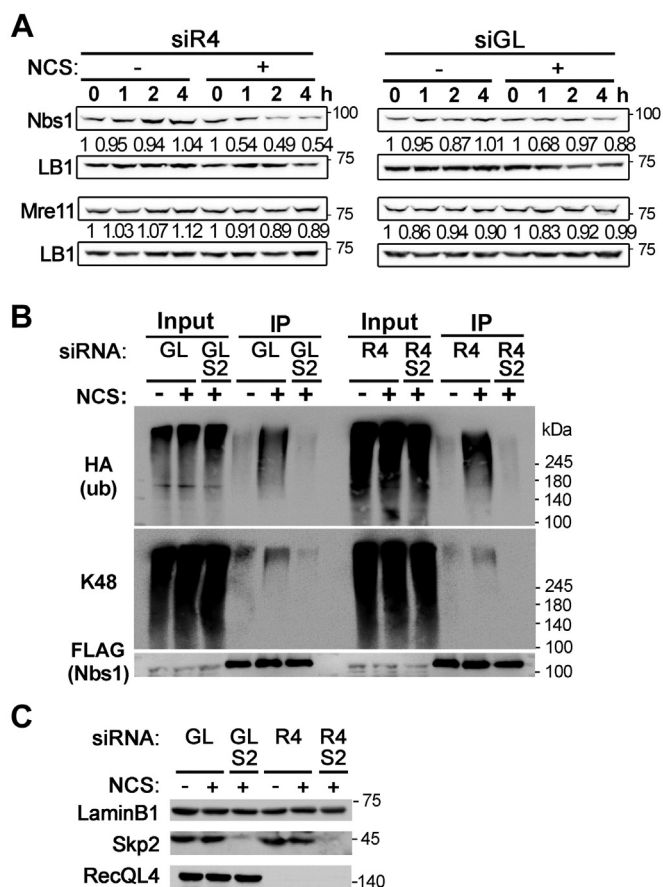 A
siR4 siGL
NCS: - + - +
0 1 2 4 0 1 2 4 h 0 1 2 4 0 1 2 4 h
Nbs1 100 100
1 0.95 0.94 1.04 1 0.54 0.49 0.54 1 0.95 0.87 1.01 1 0.68 0.97 0.88
LB1 75 75
Mre11 75 75
1 1.03 1.07 1.12 1 0.91 0.89 0.89 1 0.86 0.94 0.90 1 0.83 0.92 0.99
LB1 75 75
B
Input IP Input IP
siRNA: GL GL S2 GL GL S2 R4 R4 S2 R4 R4 S2
NCS: - + + - + + - + + - + +
kDa
HA (ub) 245
180
140
100
K48 245
180
140
100
FLAG (Nbs1) 100
C
siRNA: GL GL S2 R4 R4 S2
NCS: - + + - + +
LaminB1 75
Skp2 45
RecQL4 140